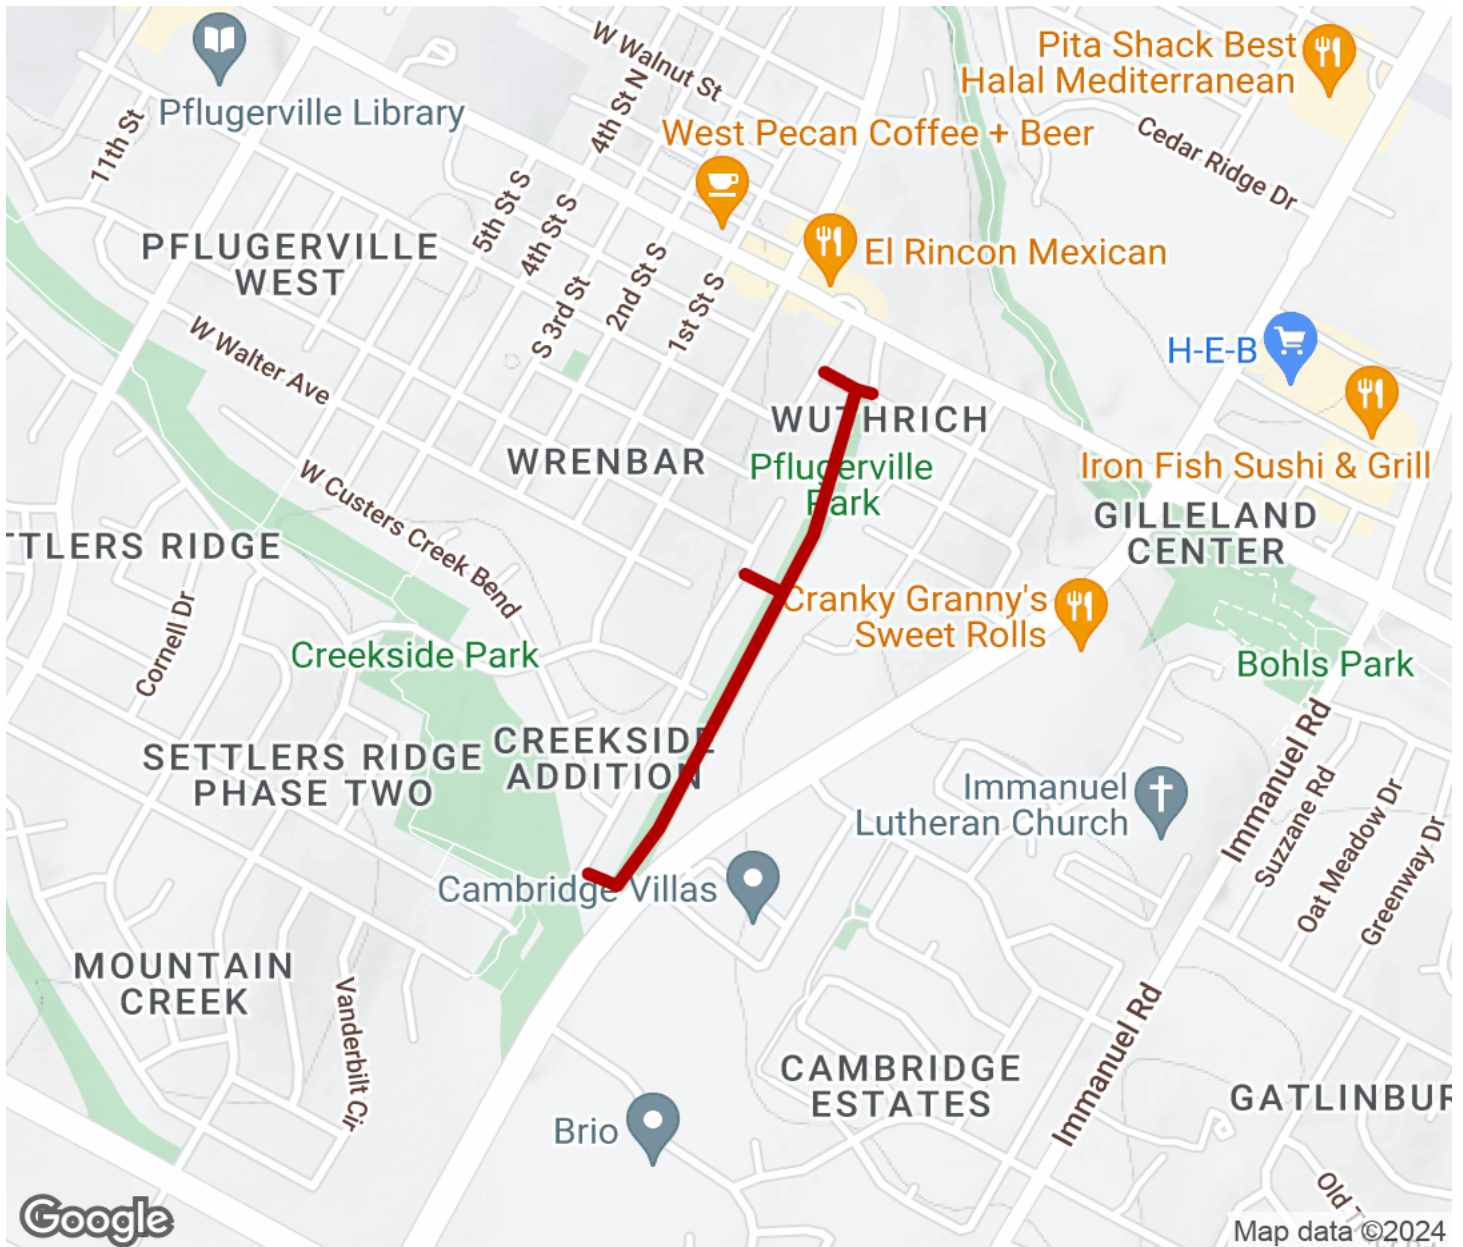 W Walnut St
Pita Shack Best
Halal Mediterranean
Pflugerville Library
11th St
4th St N
West Pecan Coffee + Beer
Cedar Ridge Dr
5th St S
4th St S
PFLUGERVILLE
WEST
El Rincon Mexican
S 3rd St
2nd St S
1st St S
W Walter Ave
H-E-B
WUTHRICH
WRENBAR
Pflugerville
Park
Iron Fish Sushi & Grill
W Custers Creek Bend
GILLELAND
CENTER
TTLERS RIDGE
Cornell Dr
Cranky Granny's
Sweet Rolls
Creekside Park
Bohls Park
CREEKSIDE
ADDITION
SETTLERS RIDGE
PHASE TWO
Immanuel
Lutheran Church
Immanuel Rd
Suzzane Rd
Oat Meadow Dr
Greenway Dr
Cambridge Villas
MOUNTAIN
CREEK
Vanderbilt Cir
Immanuel Rd
CAMBRIDGE
ESTATES
GATLINBUR
Brio
Old T
Google
Map data ©2024